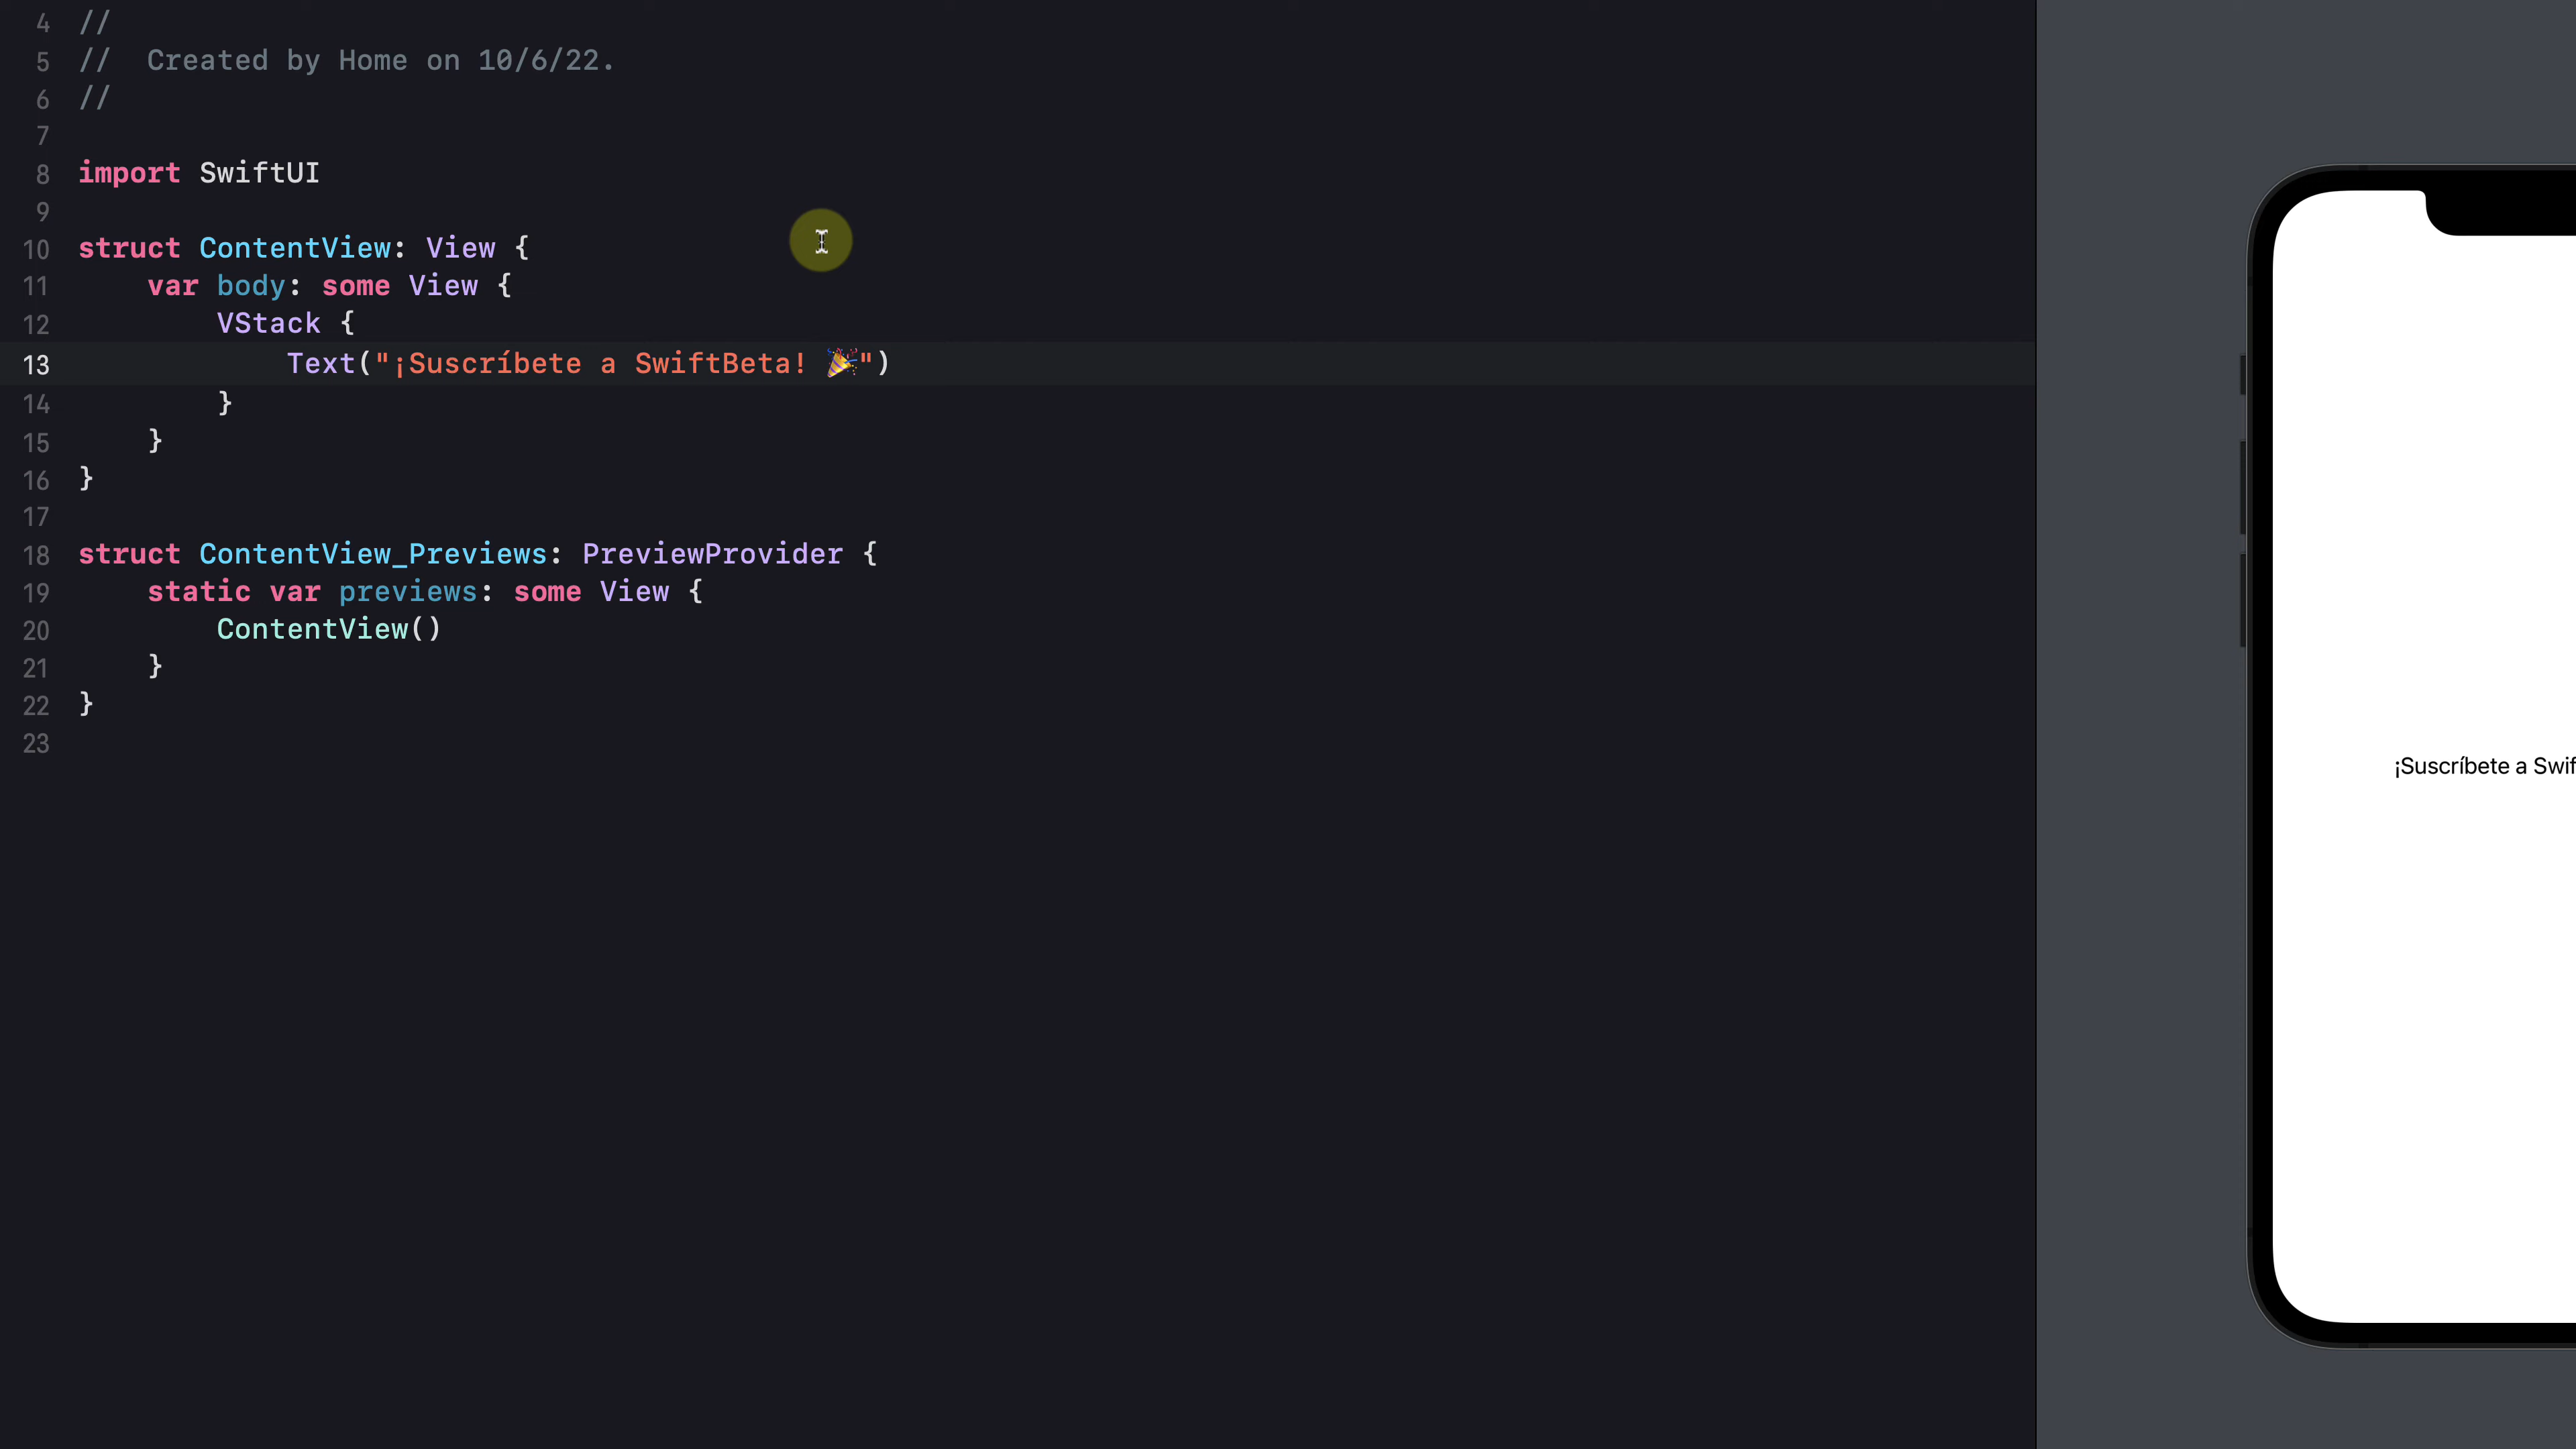 4 //
5 //  Created by Home on 10/6/22.
6 //
7
8 import SwiftUI
9
10 struct ContentView: View {
11     var body: some View {
12         VStack {
13             Text("¡Suscríbete a SwiftBeta! 🎉")
14         }
15     }
16 }
17
18 struct ContentView_Previews: PreviewProvider {
19     static var previews: some View {
20         ContentView()
21     }
22 }
23
¡Suscríbete a Swif